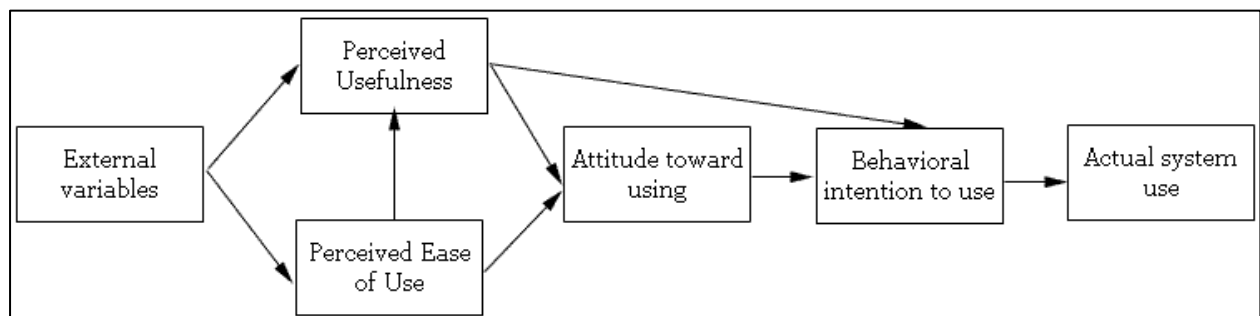 Perceived
Usefulness
External
variables
Attitude toward
using
Behavioral
intention to use
Actual system
use
Perceived Ease
of Use